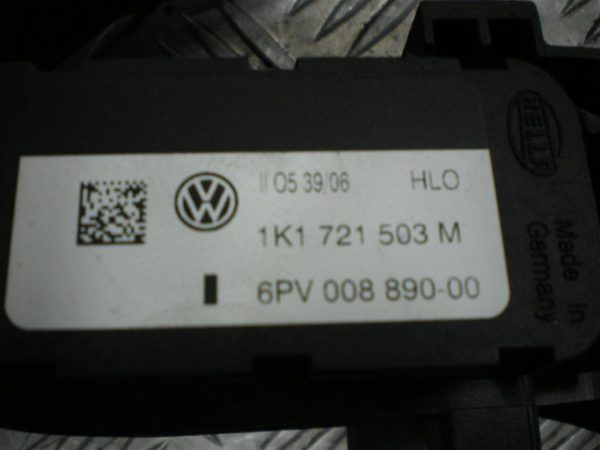 II 05 39/06 HLO
1K1 721 503 M
6PV 008 890-00
HELLA
Made In
Germany